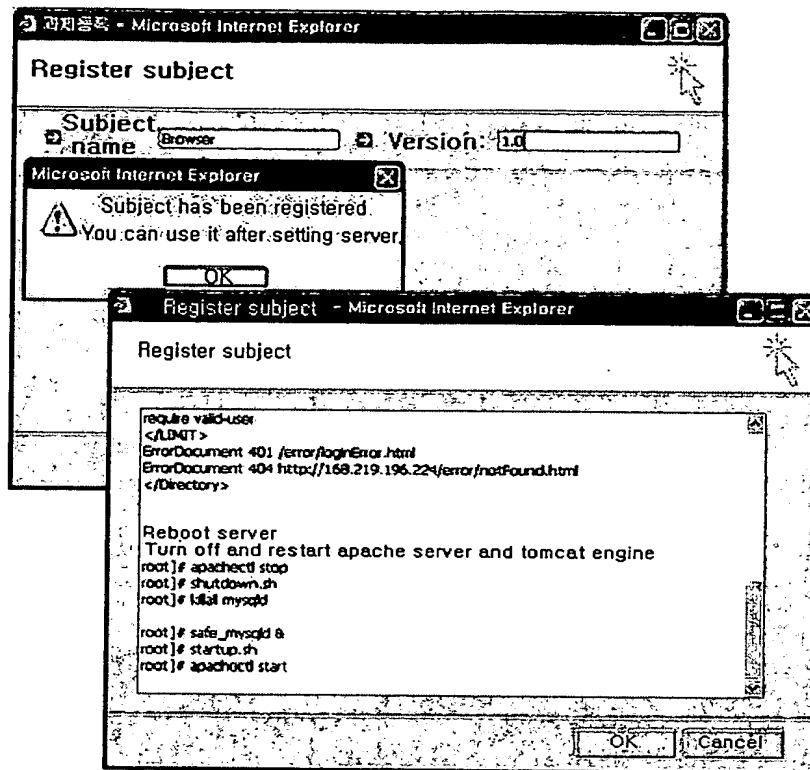 과제등록 - Microsoft Internet Explorer
Register subject
Subject name Browser Version: 1.0
Microsoft Internet Explorer
Subject has been registered
You can use it after setting server.
OK
Register subject - Microsoft Internet Explorer
Register subject
require valid-user
</LIMIT>
ErrorDocument 401 /error/loginError.html
ErrorDocument 404 http://168.219.196.224/error/notFound.html
</Directory>
Reboot server
Turn off and restart apache server and tomcat engine
root]# apachectl stop
root]# shutdown.sh
root]# killall mysqld
root]# safe_mysqld &
root]# startup.sh
root]# apachectl start
OK Cancel